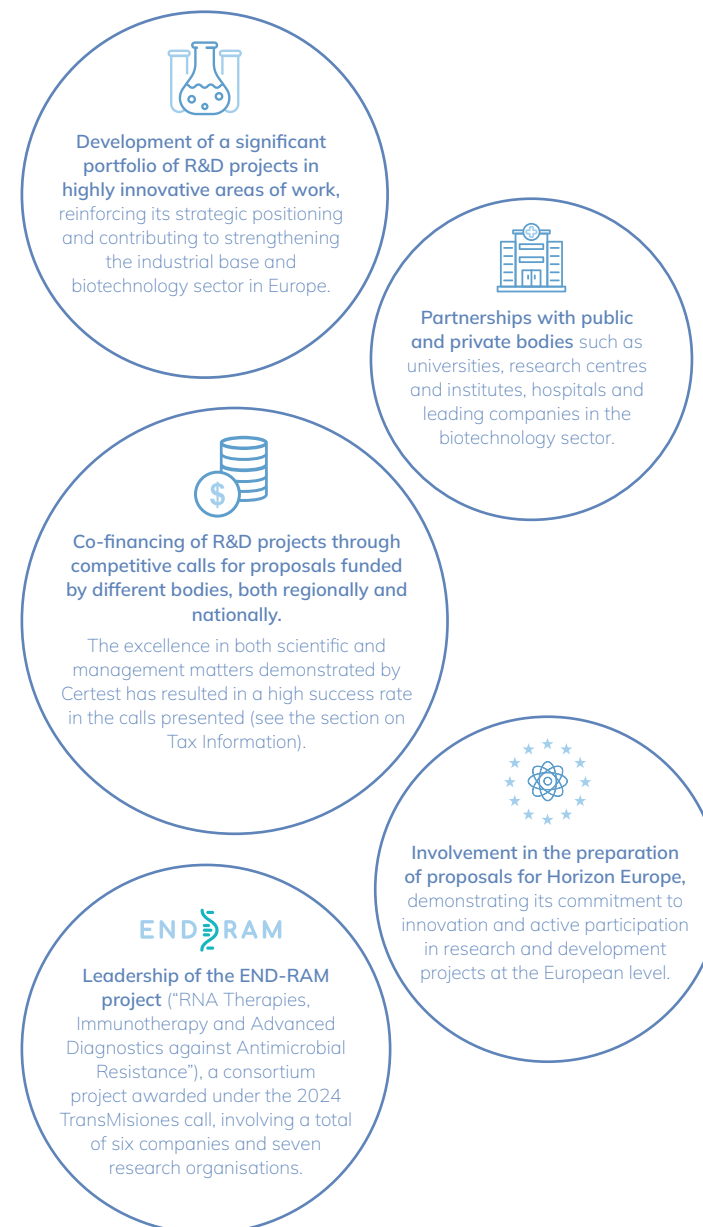 Development of a significant
portfolio of R&D projects in
highly innovative areas of work,
reinforcing its strategic positioning
and contributing to strengthening
the industrial base and
biotechnology sector in Europe.
Partnerships with public
and private bodies such as
universities, research centres
and institutes, hospitals and
leading companies in the
biotechnology sector.
$
Co-financing of R&D projects through
competitive calls for proposals funded
by different bodies, both regionally and
nationally.
The excellence in both scientific and
management matters demonstrated by
Certest has resulted in a high success rate
in the calls presented (see the section on
Tax Information).
Involvement in the preparation
of proposals for Horizon Europe,
demonstrating its commitment to
innovation and active participation
in research and development
projects at the European level.
END RAM
Leadership of the END-RAM
project (“RNA Therapies,
Immunotherapy and Advanced
Diagnostics against Antimicrobial
Resistance”), a consortium
project awarded under the 2024
TransMisiones call, involving a total
of six companies and seven
research organisations.